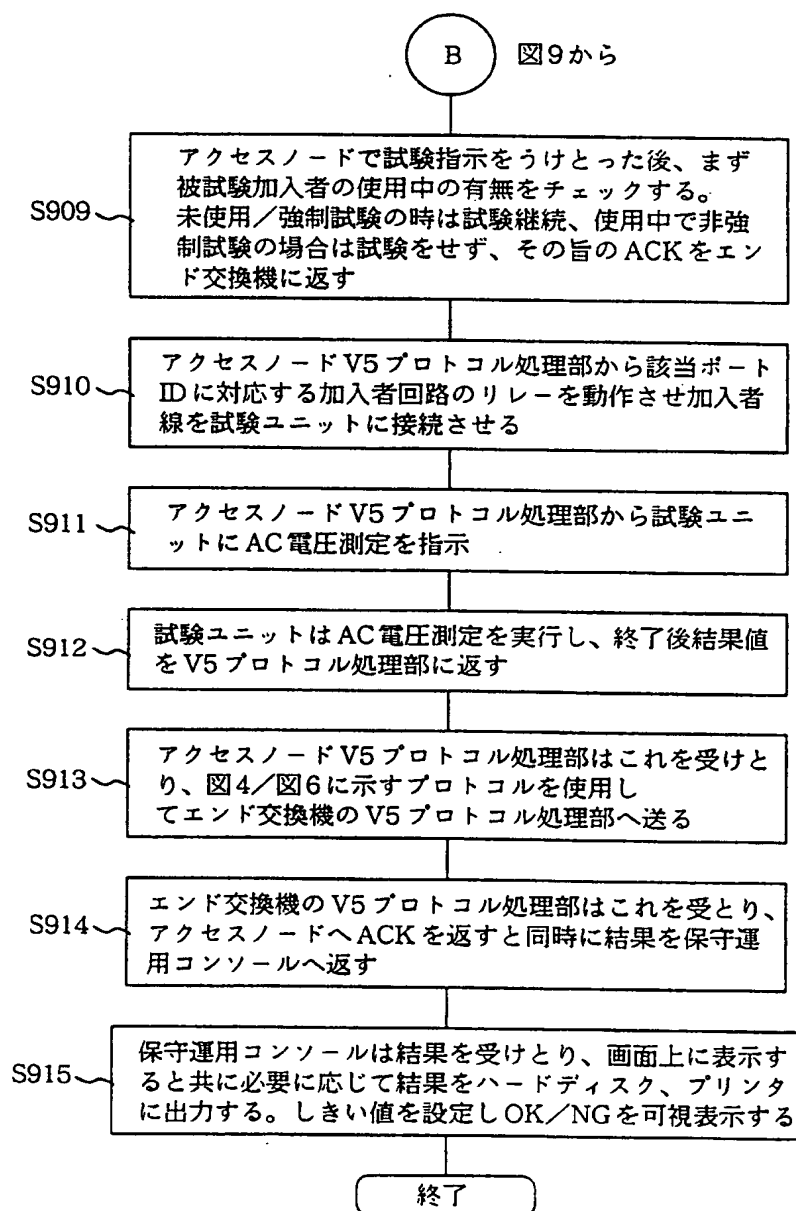 B 図9から
アクセスノードで試験指示をうけとった後、まず
被試験加入者の使用中の有無をチェックする。
S909 未使用/強制試験の時は試験継続、使用中で非強
制試験の場合は試験をせず、その旨のACKをエン
ド交換機に返す
アクセスノードV5プロトコル処理部から該当ポート
S910 IDに対応する加入者回路のリレーを動作させ加入者
線を試験ユニットに接続させる
S911 アクセスノードV5プロトコル処理部から試験ユニ
ットにAC電圧測定を指示
S912 試験ユニットはAC電圧測定を実行し、終了後結果値
をV5プロトコル処理部に返す
アクセスノードV5プロトコル処理部はこれを受けと
S913 り、図4/図6に示すプロトコルを使用し
てエンド交換機のV5プロトコル処理部へ送る
エンド交換機のV5プロトコル処理部はこれを受とり、
S914 アクセスノードへACKを返すと同時に結果を保守運
用コンソールへ返す
保守運用コンソールは結果を受けとり、画面上に表示す
S915 ると共に必要に応じて結果をハードディスク、プリンタ
に出力する。しきい値を設定しOK/NGを可視表示する
終了